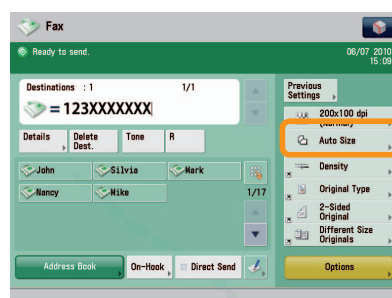 Fax
Ready to send.
06/07 2010
15:09
Destinations : 1
1/1
= 123XXXXXXX
Previous
Settings
200x100 dpi
(Normal)
Details
Delete
Dest.
Tone
R
Auto Size
John
Silvia
Mark
Density
Nancy
Mike
1/17
Original Type
2-Sided
Original
Different Size
Originals
Address Book
On-Hook
Direct Send
Options